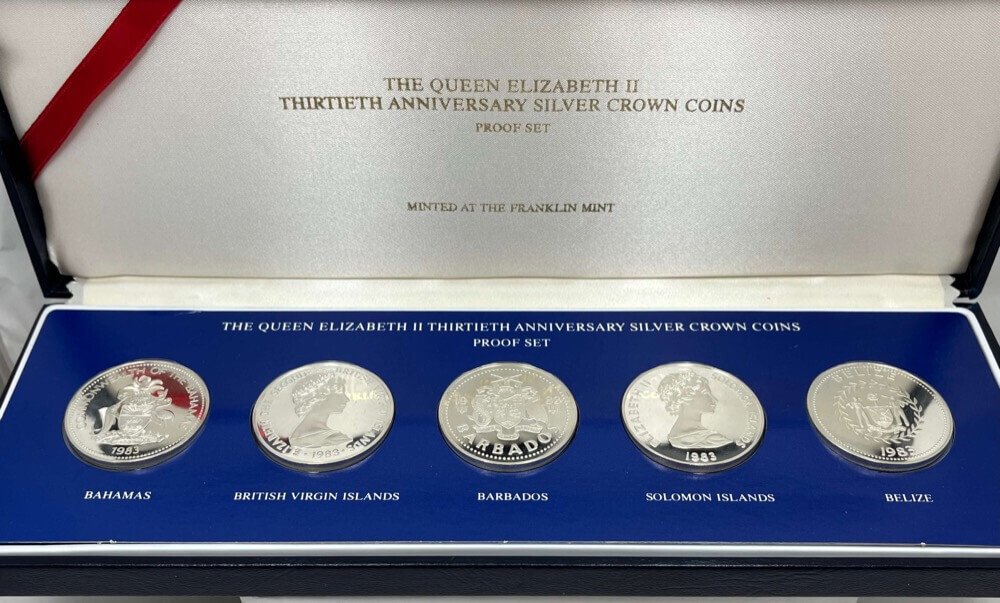 THE QUEEN ELIZABETH II
THIRTIETH ANNIVERSARY SILVER CROWN COINS
PROOF SET
MINTED AT THE FRANKLIN MINT
THE QUEEN ELIZABETH II THIRTIETH ANNIVERSARY SILVER CROWN COINS
PROOF SET
1983
1983
BARBADOS
1983
BELIZE
1983
BAHAMAS
BRITISH VIRGIN ISLANDS
BARBADOS
SOLOMON ISLANDS
BELIZE